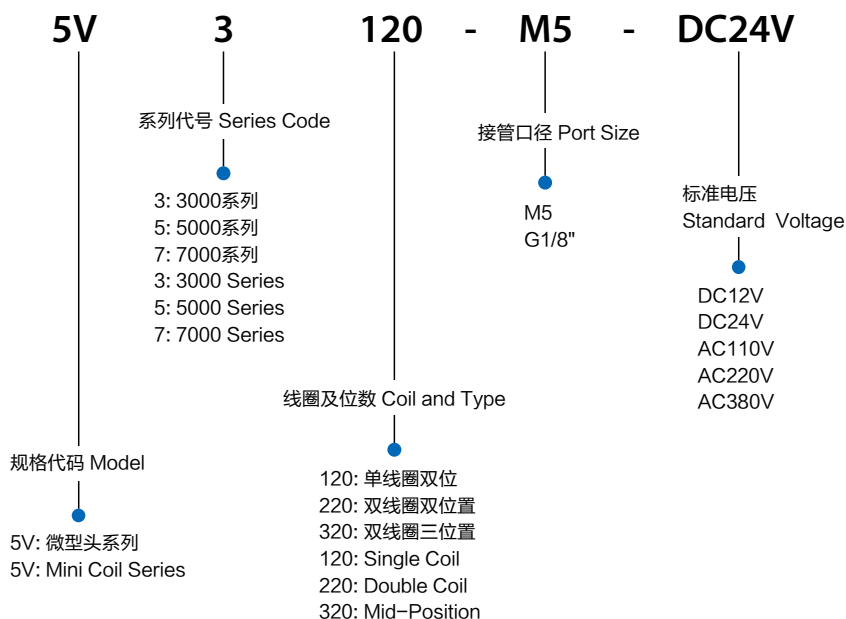 5V 3 120 - M5 - DC24V
系列代号 Series Code
3: 3000系列
5: 5000系列
7: 7000系列
3: 3000 Series
5: 5000 Series
7: 7000 Series
接管口径 Port Size
M5
G1/8"
标准电压
Standard Voltage
DC12V
DC24V
AC110V
AC220V
AC380V
线圈及位数 Coil and Type
120: 单线圈双位
220: 双线圈双位置
320: 双线圈三位置
120: Single Coil
220: Double Coil
320: Mid-Position
规格代码 Model
5V: 微型头系列
5V: Mini Coil Series